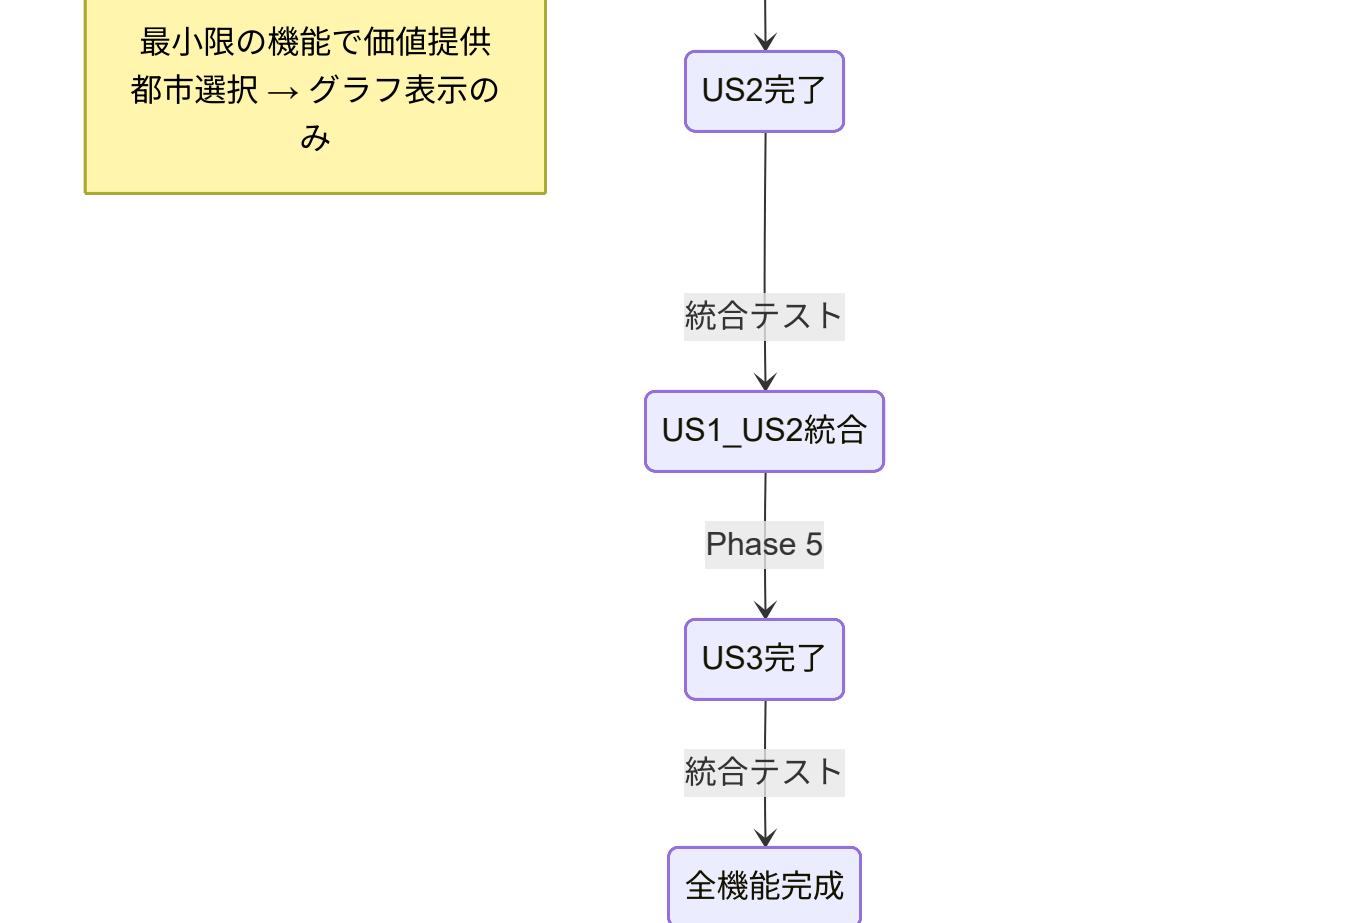 最小限の機能で価値提供
都市選択 → グラフ表示の
み
US2完了
統合テスト
US1_US2統合
Phase 5
US3完了
統合テスト
全機能完成